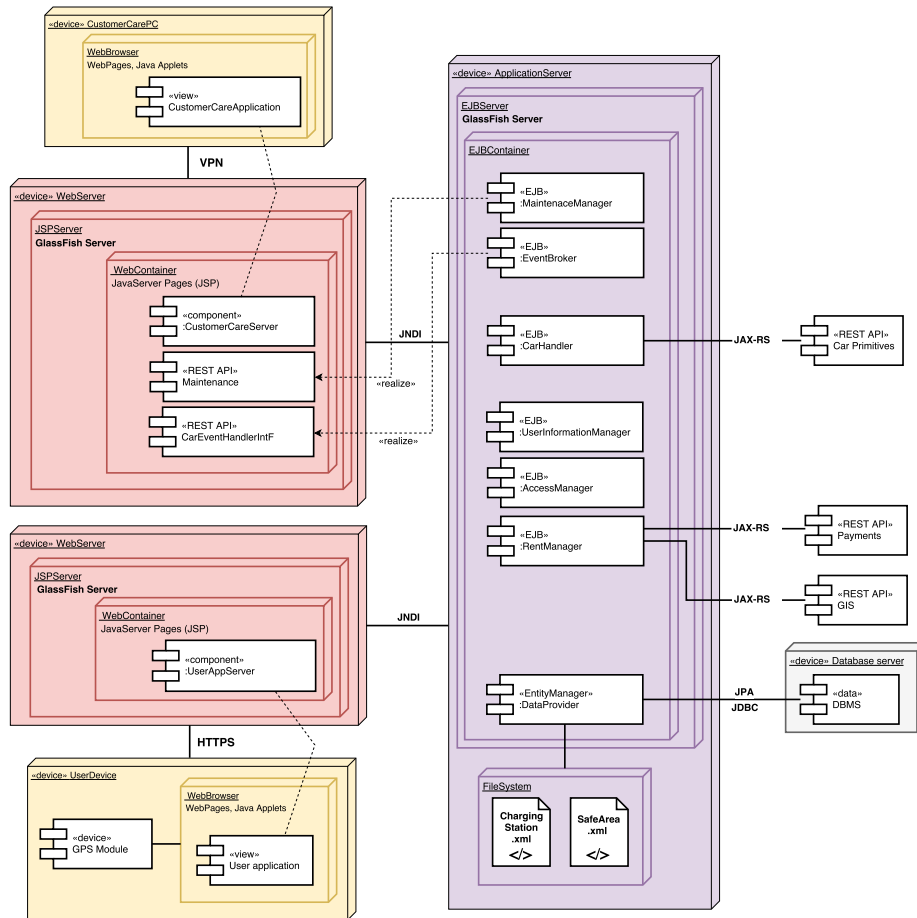 «device» CustomerCarePC
WebBrowser
WebPages, Java Applets
«view»
CustomerCareApplication
VPN
«device» WebServer
JSPServer
GlassFish Server
WebContainer
JavaServer Pages (JSP)
«component»
:CustomerCareServer
«REST API»
Maintenance
«REST API»
CarEventHandlerIntF
JNDI
«realize»
«realize»
«device» WebServer
JSPServer
GlassFish Server
WebContainer
JavaServer Pages (JSP)
«component»
:UserAppServer
JNDI
HTTPS
«device» UserDevice
WebBrowser
WebPages, Java Applets
«device»
GPS Module
«view»
User application
«device» ApplicationServer
EJBServer
GlassFish Server
EJBContainer
«EJB»
:MaintenaceManager
«EJB»
:EventBroker
«EJB»
:CarHandler
«EJB»
:UserInformationManager
«EJB»
:AccessManager
«EJB»
:RentManager
«EntityManager»
:DataProvider
FileSystem
Charging
Station
.xml
</>
SafeArea
.xml
</>
JAX-RS
«REST API»
Car Primitives
JAX-RS
«REST API»
Payments
JAX-RS
«REST API»
GIS
JPA
JDBC
«device» Database server
«data»
DBMS